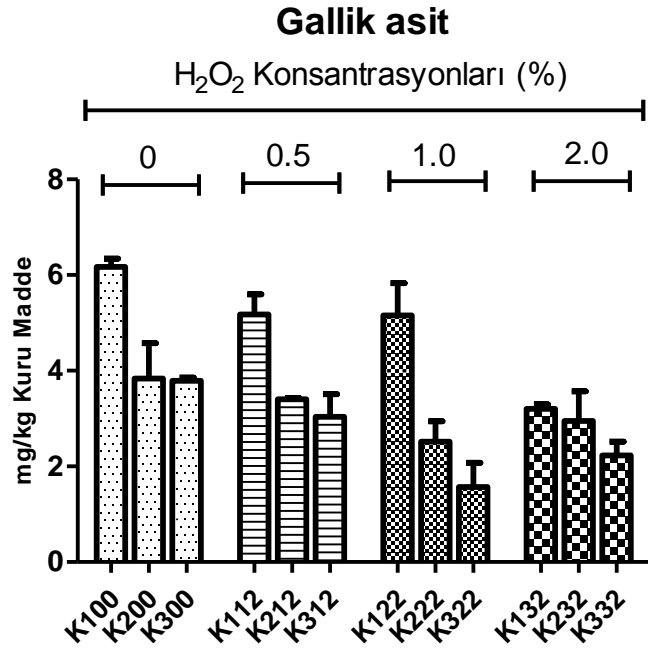 Gallik asit
H₂O₂ Konsantrasyonları (%)
0 0.5 1.0 2.0
mg/kg Kuru Madde
8
6
4
2
0
K100 K200 K300 K112 K212 K312 K122 K222 K322 K132 K232 K332